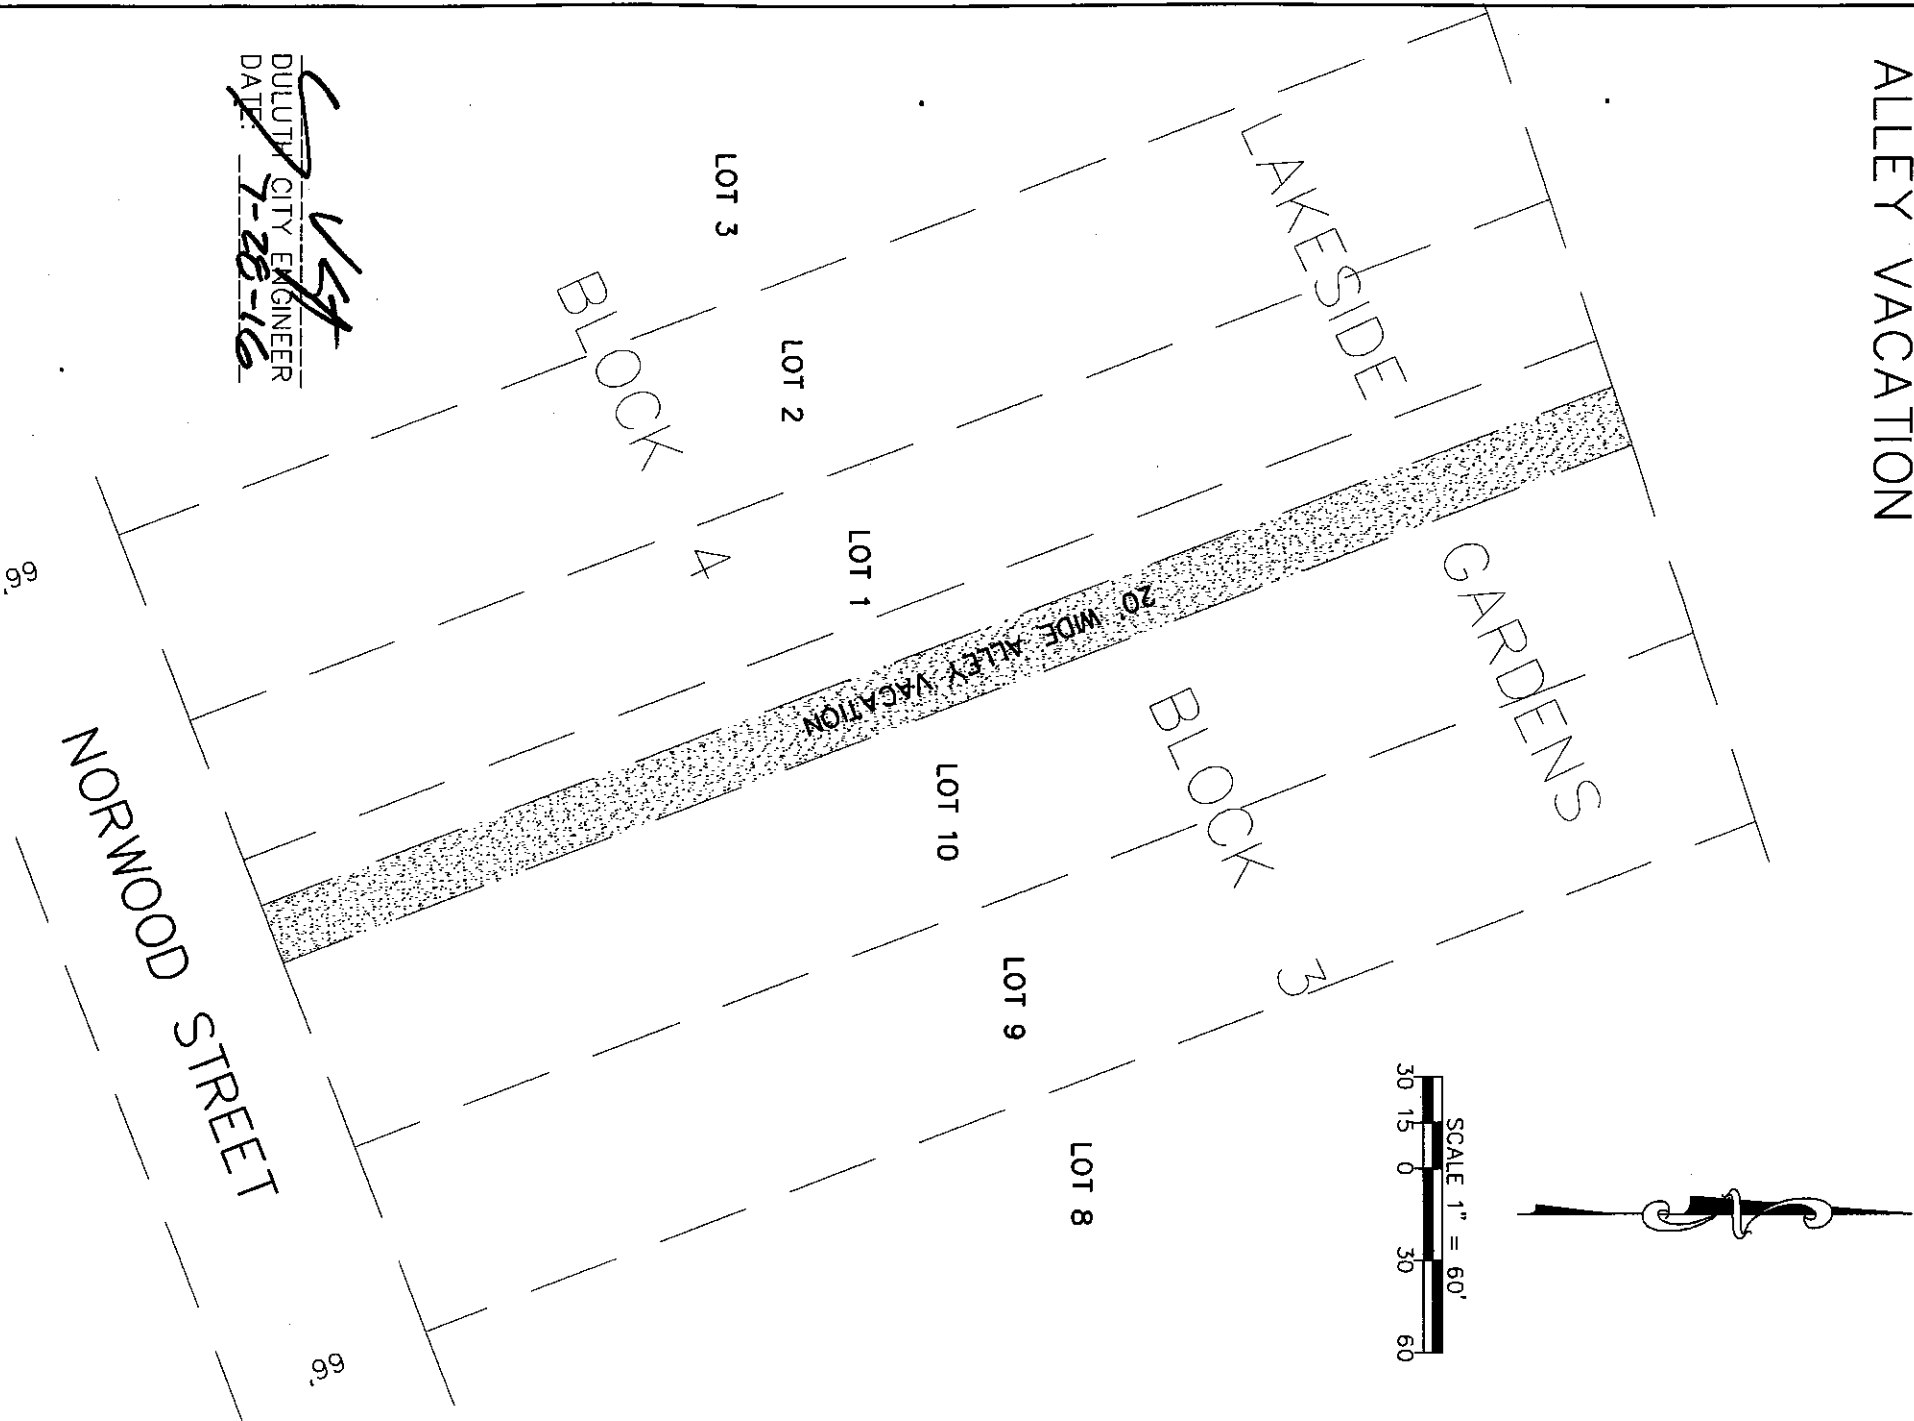 ALLEY VACATION
LAKESIDE
GARDENS
SCALE 1" = 60'
30 15 0 30 60
LOT 3
LOT 2
LOT 1
LOT 10
LOT 9
LOT 8
BLOCK 4
BLOCK 3
20' WIDE ALLEY VACATION
DULUTH CITY ENGINEER
DATE: 7-28-16
NORWOOD STREET
66'
66'